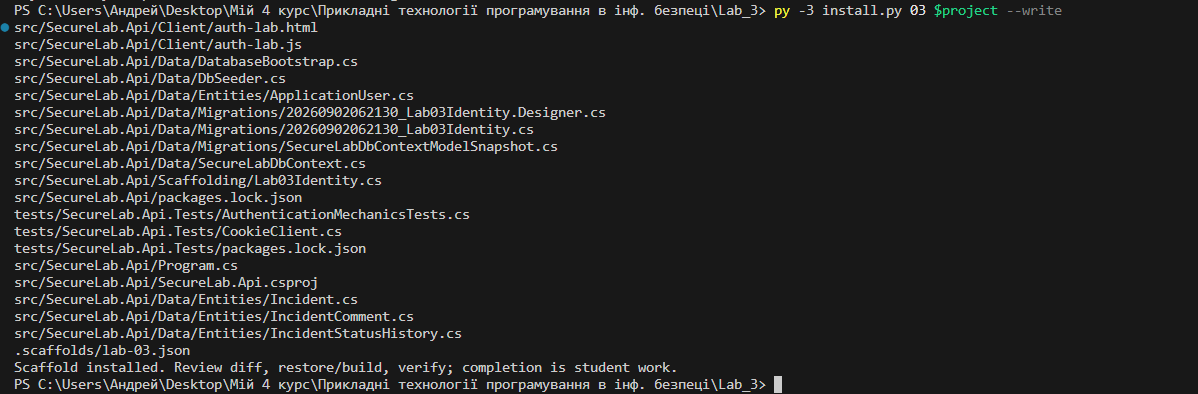 PS C:\Users\Андрей\Desktop\Мій 4 курс\Прикладні технології програмування в інф. безпеці\Lab_3> py -3 install.py 03 $project --write
src/SecureLab.Api/Client/auth-lab.html
src/SecureLab.Api/Client/auth-lab.js
src/SecureLab.Api/Data/DatabaseBootstrap.cs
src/SecureLab.Api/Data/DbSeeder.cs
src/SecureLab.Api/Data/Entities/ApplicationUser.cs
src/SecureLab.Api/Data/Migrations/20260902062130_Lab03Identity.Designer.cs
src/SecureLab.Api/Data/Migrations/20260902062130_Lab03Identity.cs
src/SecureLab.Api/Data/Migrations/SecureLabDbContextModelSnapshot.cs
src/SecureLab.Api/Data/SecureLabDbContext.cs
src/SecureLab.Api/Scaffolding/Lab03Identity.cs
src/SecureLab.Api/packages.lock.json
tests/SecureLab.Api.Tests/AuthenticationMechanicsTests.cs
tests/SecureLab.Api.Tests/CookieClient.cs
tests/SecureLab.Api.Tests/packages.lock.json
src/SecureLab.Api/Program.cs
src/SecureLab.Api/SecureLab.Api.csproj
src/SecureLab.Api/Data/Entities/Incident.cs
src/SecureLab.Api/Data/Entities/IncidentComment.cs
src/SecureLab.Api/Data/Entities/IncidentStatusHistory.cs
.scaffolds/lab-03.json
Scaffold installed. Review diff, restore/build, verify; completion is student work.
PS C:\Users\Андрей\Desktop\Мій 4 курс\Прикладні технології програмування в інф. безпеці\Lab_3>